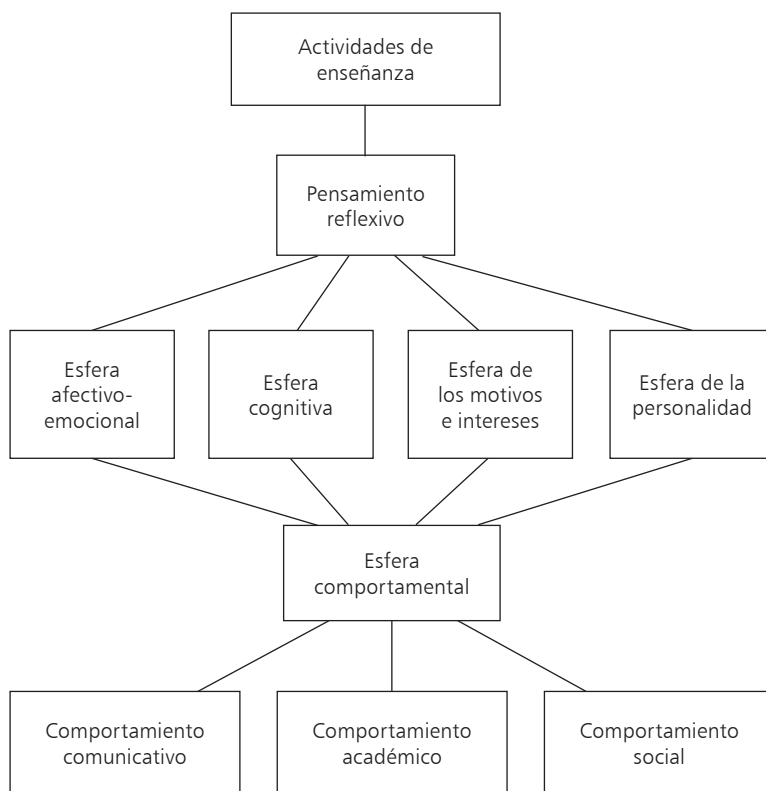 Actividades de
enseñanza
Pensamiento
reflexivo
Esfera
afectivo-
emocional
Esfera
cognitiva
Esfera de
los motivos
e intereses
Esfera de la
personalidad
Esfera
comportamental
Comportamiento
comunicativo
Comportamiento
académico
Comportamiento
social